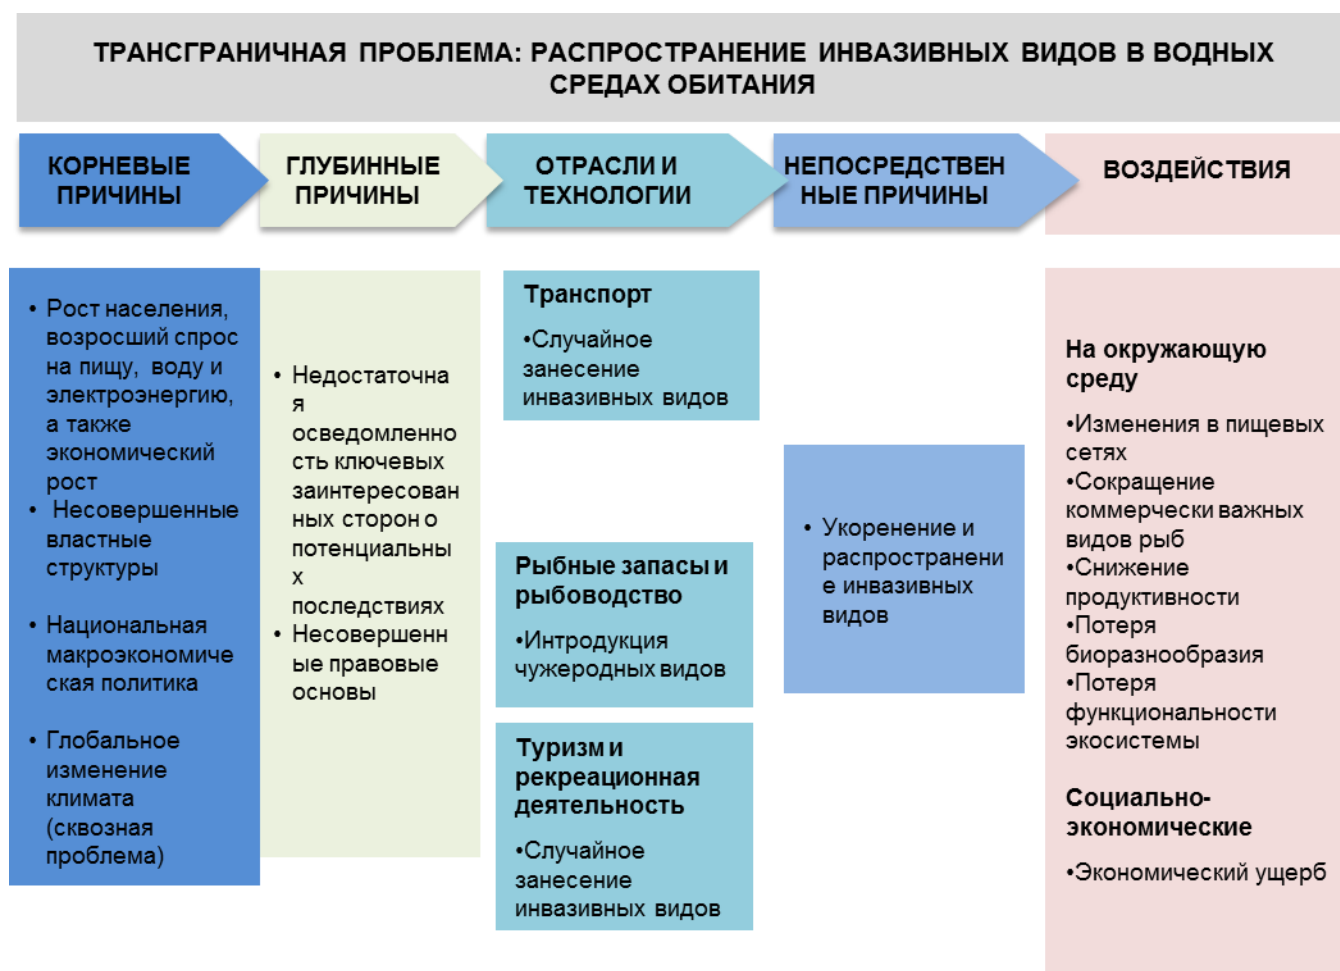 ТРАНСГРАНИЧНАЯ ПРОБЛЕМА: РАСПРОСТРАНЕНИЕ ИНВАЗИВНЫХ ВИДОВ В ВОДНЫХ
СРЕДАХ ОБИТАНИЯ
КОРНЕВЫЕ
ПРИЧИНЫ
ГЛУБИННЫЕ
ПРИЧИНЫ
ОТРАСЛИ И
ТЕХНОЛОГИИ
НЕПОСРЕДСТВЕН
НЫЕ ПРИЧИНЫ
ВОЗДЕЙСТВИЯ
• Рост населения,
возросший спрос
на пищу, воду и
электроэнергию,
а также
экономический
рост
• Несовершенные
властные
структуры
• Национальная
макроэкономиче
ская политика
• Глобальное
изменение
климата
(сквозная
проблема)
• Недостаточна
я
осведомленно
сть ключевых
заинтересован
ных сторон о
потенциальны
х
последствиях
• Несовершенн
ые правовые
основы
Транспорт
•Случайное
занесение
инвазивных видов
Рыбные запасы и
рыбоводство
•Интродукция
чужеродных видов
Туризм и
рекреационная
деятельность
•Случайное
занесение
инвазивных видов
• Укоренение и
распространени
е инвазивных
видов
На окружающую
среду
•Изменения в пищевых
сетях
•Сокращение
коммерчески важных
видов рыб
•Снижение
продуктивности
•Потеря
биоразнообразия
•Потеря
функциональности
экосистемы
Социально-
экономические
•Экономический ущерб